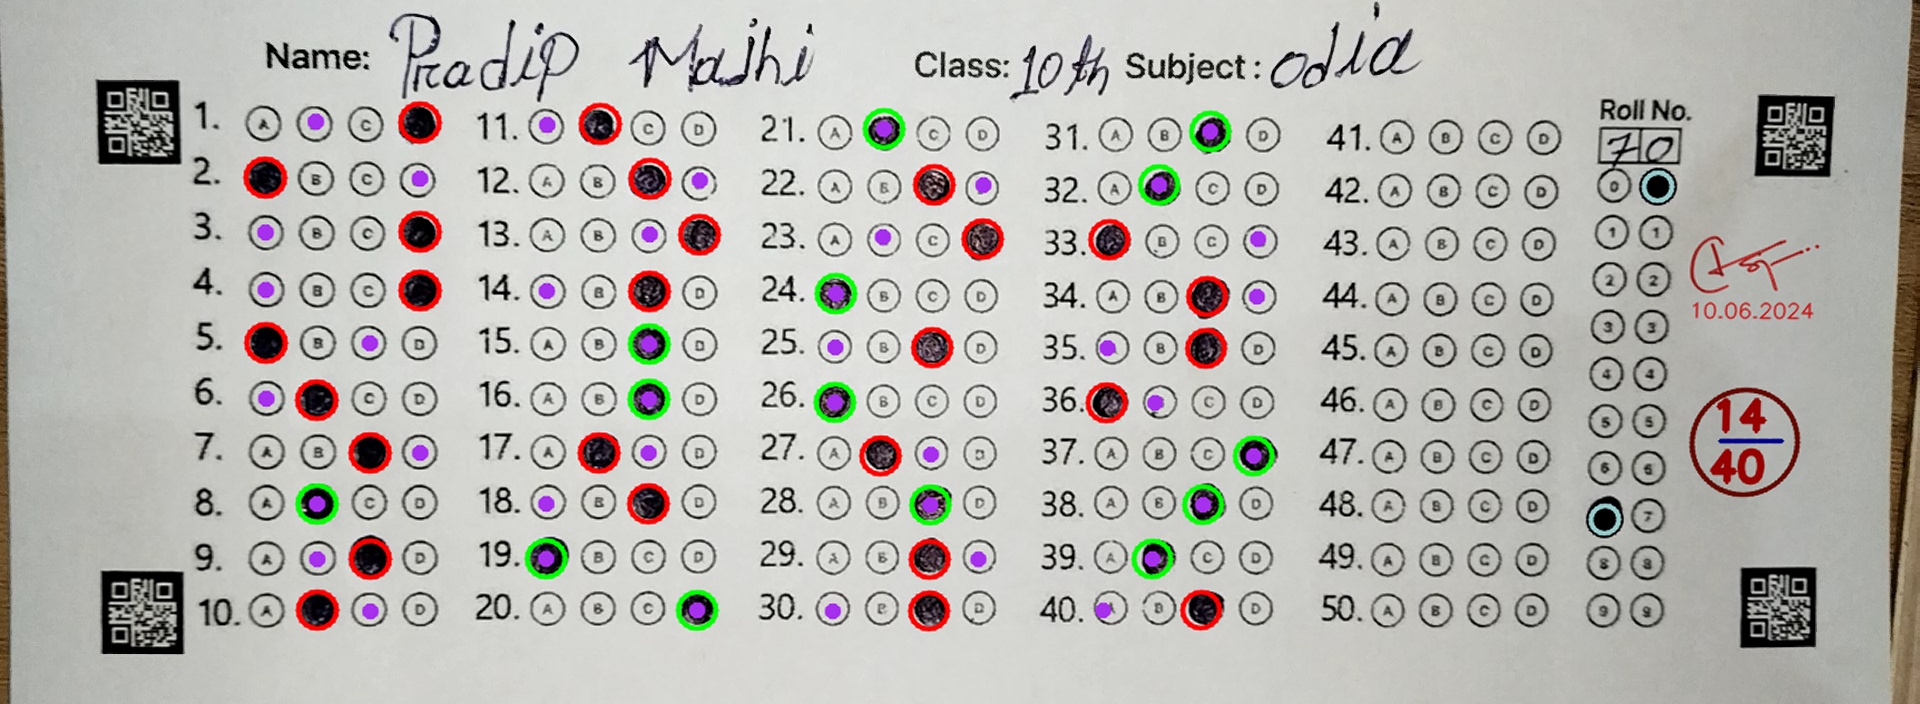 Name: Pradip Majhi Class: 10th Subject: Odia
Roll No.
70
1. A C 11. C D 21. A C D 31. A B D 41. A B C D
2. B C 12. A B 22. A B 32. A C D 42. A B C D 0
3. B C 13. A B 23. A C 33. B C 43. A B C D 1 1
4. B C 14. B D 24. B C D 34. A B 44. A B C D 2 2
10.06.2024
5. B D 15. A B D 25. B D 35. B D 45. A B C D 3 3
6. C D 16. A B D 26. B C D 36. C D 46. A B C D 4 4
14
40
7. A B 17. A D 27. A D 37. A B C 47. A B C D 5 5
8. A C D 18. B 28. A B D 38. A B D 48. A B C D 6 6
9. A D 19. B C D 29. A B 39. A C D 49. A B C D 7
10. A D 20. A B C 30. B D 40. B D 50. A B C D 8 8
9 9